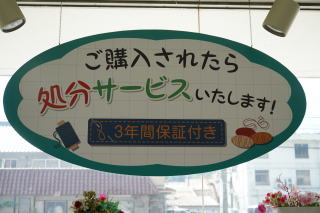 ご購入されたら
処分サービスいたします!
3年間保証付き